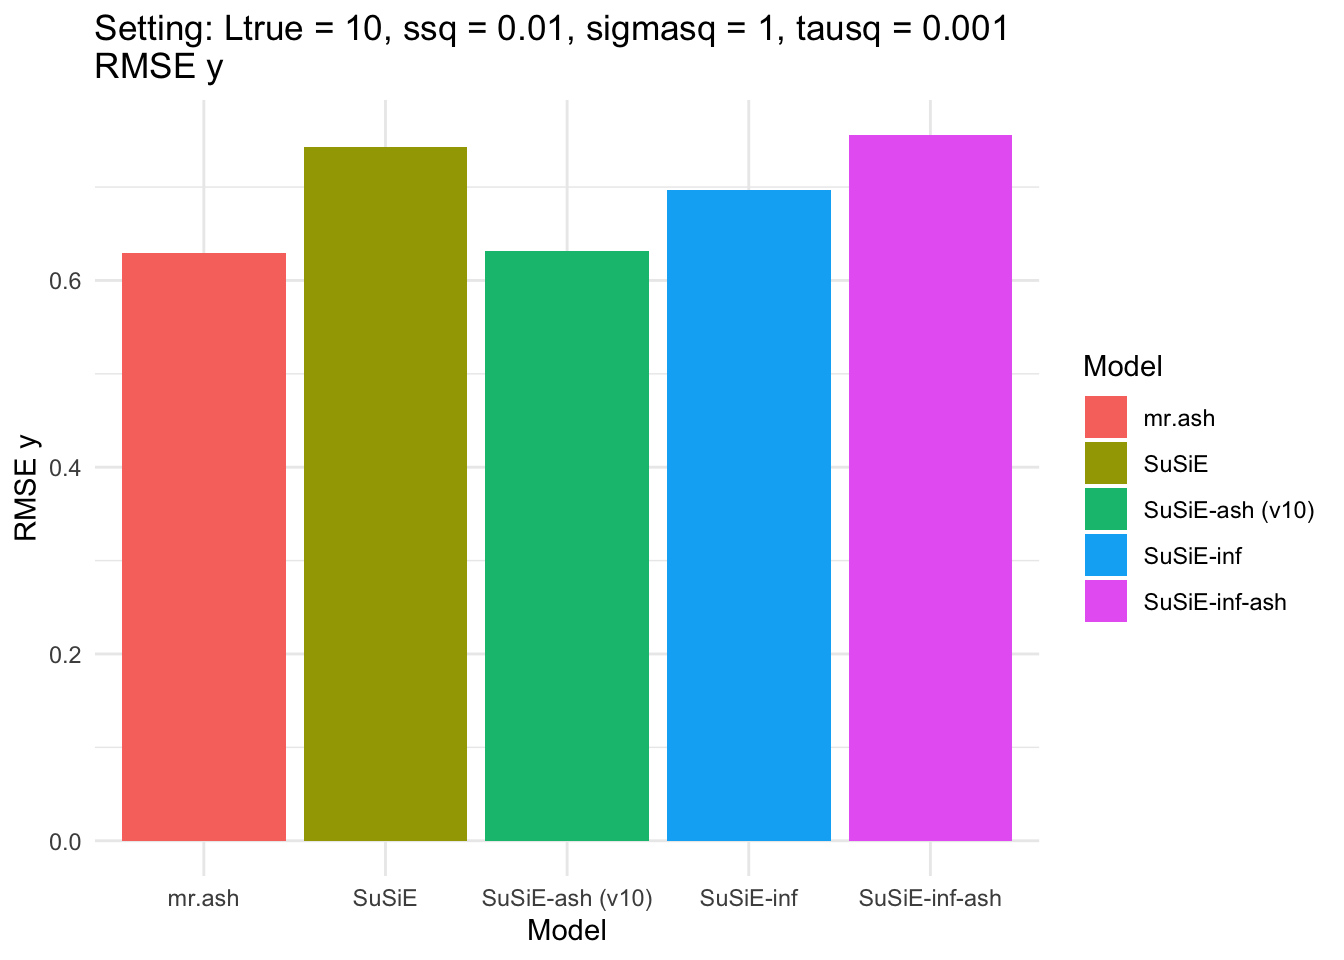 Setting: Ltrue = 10, ssq = 0.01, sigmasq = 1, tausq = 0.001
RMSE y
RMSE y
0.6
0.4
0.2
0.0
mr.ash
SuSiE
SuSiE-ash (v10)
SuSiE-inf
SuSiE-inf-ash
Model
Model
mr.ash
SuSiE
SuSiE-ash (v10)
SuSiE-inf
SuSiE-inf-ash